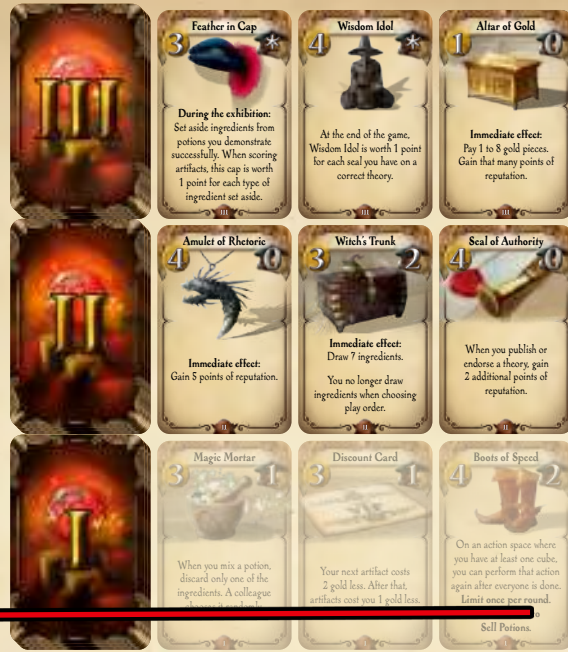 III
Feather in Cap
3 *
During the exhibition:
Set aside ingredients from
potions you demonstrate
successfully. When scoring
artifacts, this cap is worth
1 point for each type of
ingredient set aside.
III
Wisdom Idol
4 *
At the end of the game,
Wisdom Idol is worth 1 point
for each seal you have on a
correct theory.
III
Altar of Gold
1 0
Immediate effect:
Pay 1 to 8 gold pieces.
Gain that many points of
reputation.
III
II
Amulet of Rhetoric
4 0
Immediate effect:
Gain 5 points of reputation.
II
Witch's Trunk
3 2
Immediate effect:
Draw 7 ingredients.
You no longer draw
ingredients when choosing
play order.
II
Seal of Authority
4 0
When you publish or
endorse a theory, gain
2 additional points of
reputation.
II
I
Magic Mortar
3 1
When you mix a potion,
discard only one of the
ingredients. A colleague
Discount Card
3 1
Your next artifact costs
2 gold less. After that,
artifacts cost you 1 gold less.
Boots of Speed
4 2
On an action space where
you have at least one cube,
you can perform that action
again after everyone is done.
Limit once per round.
Sell Potions.